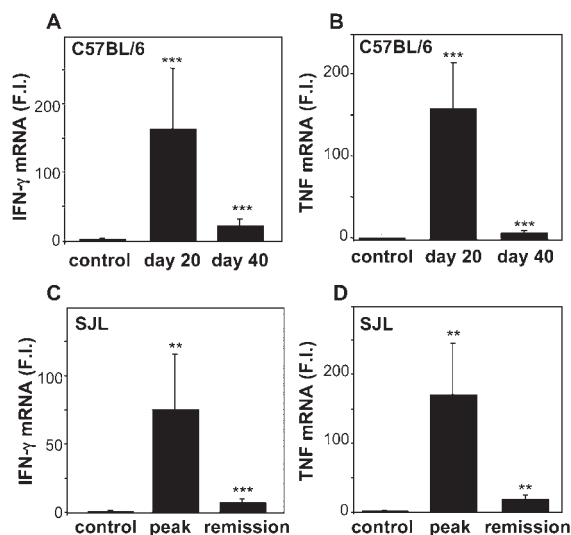 A
C57BL/6
IFN-γ mRNA (F.I.)
200
100
0
***
***
control day 20 day 40
B
C57BL/6
TNF mRNA (F.I.)
200
100
0
***
***
control day 20 day 40
C
SJL
IFN-γ mRNA (F.I.)
100
50
0
**
***
control peak remission
D
SJL
TNF mRNA (F.I.)
200
100
0
**
**
control peak remission